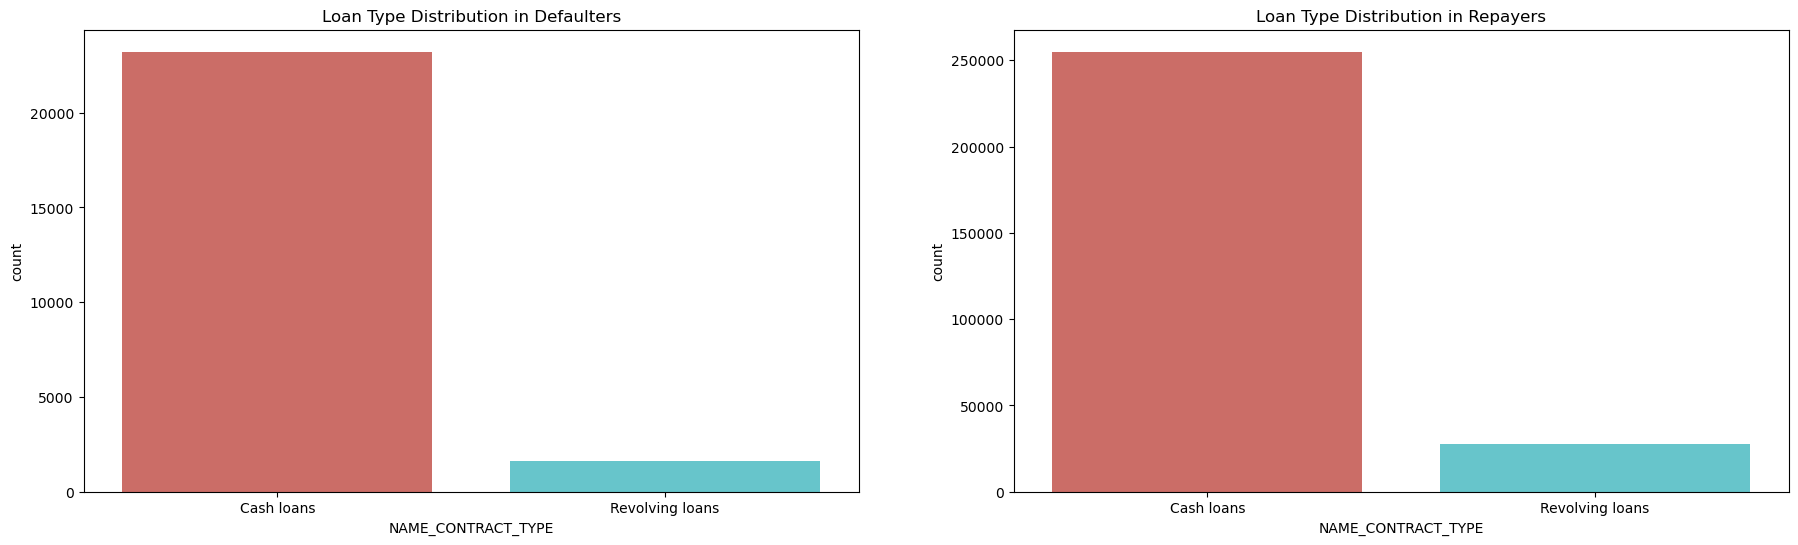 Loan Type Distribution in Defaulters
count
20000
15000
10000
5000
0
Cash loans
Revolving loans
NAME_CONTRACT_TYPE
Loan Type Distribution in Repayers
count
250000
200000
150000
100000
50000
0
Cash loans
Revolving loans
NAME_CONTRACT_TYPE